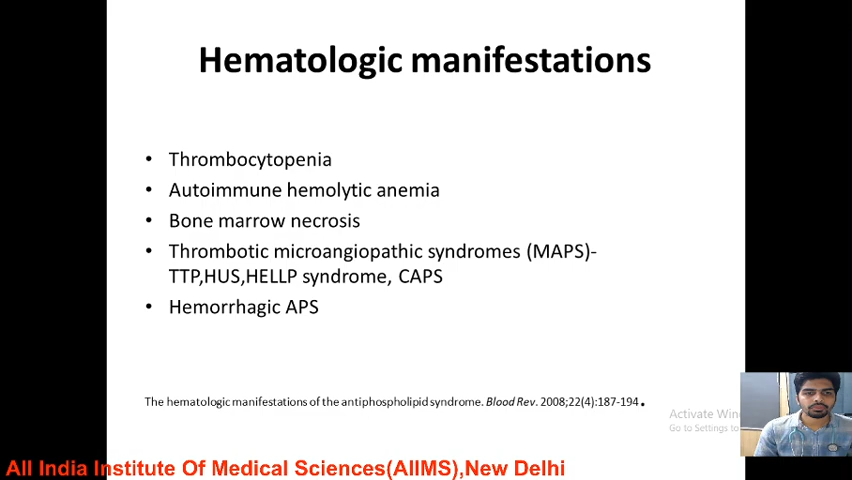 Hematologic manifestations
• Thrombocytopenia
• Autoimmune hemolytic anemia
• Bone marrow necrosis
• Thrombotic microangiopathic syndromes (MAPS)-
TTP,HUS,HELLP syndrome, CAPS
• Hemorrhagic APS
The hematologic manifestations of the antiphospholipid syndrome. Blood Rev. 2008;22(4):187-194.
Activate Win
Go to Settings to
All India Institute Of Medical Sciences(AIIMS),New Delhi